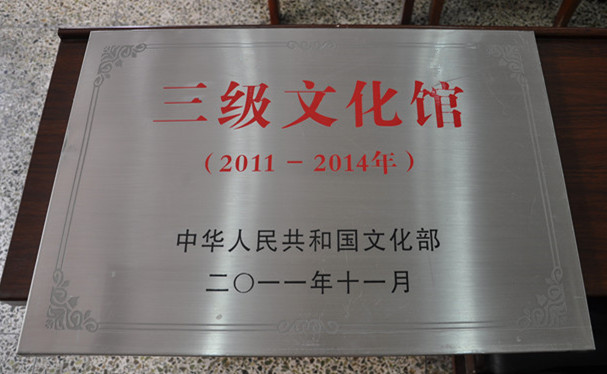 三级文化馆
（2011－2014年）
中华人民共和国文化部
二〇一一年十一月